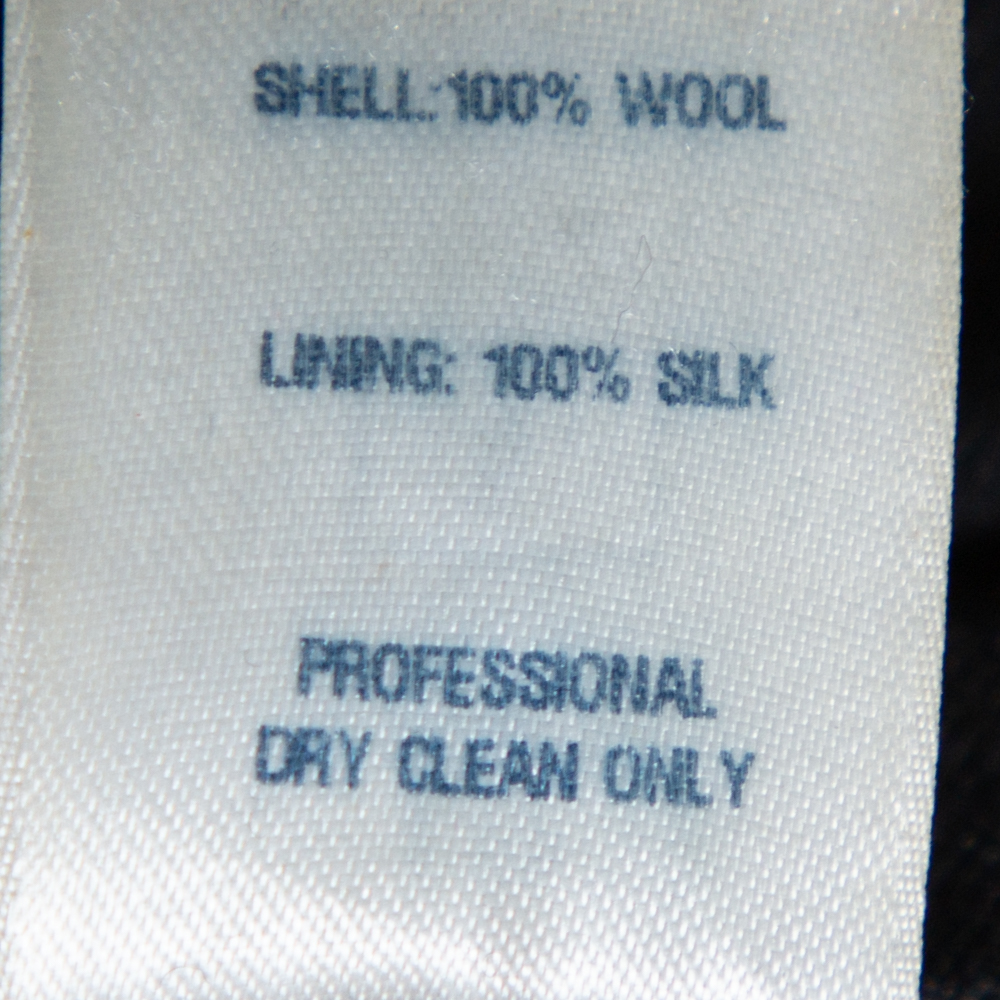 SHELL:100% WOOL
LINING: 100% SILK
PROFESSIONAL
DRY CLEAN ONLY